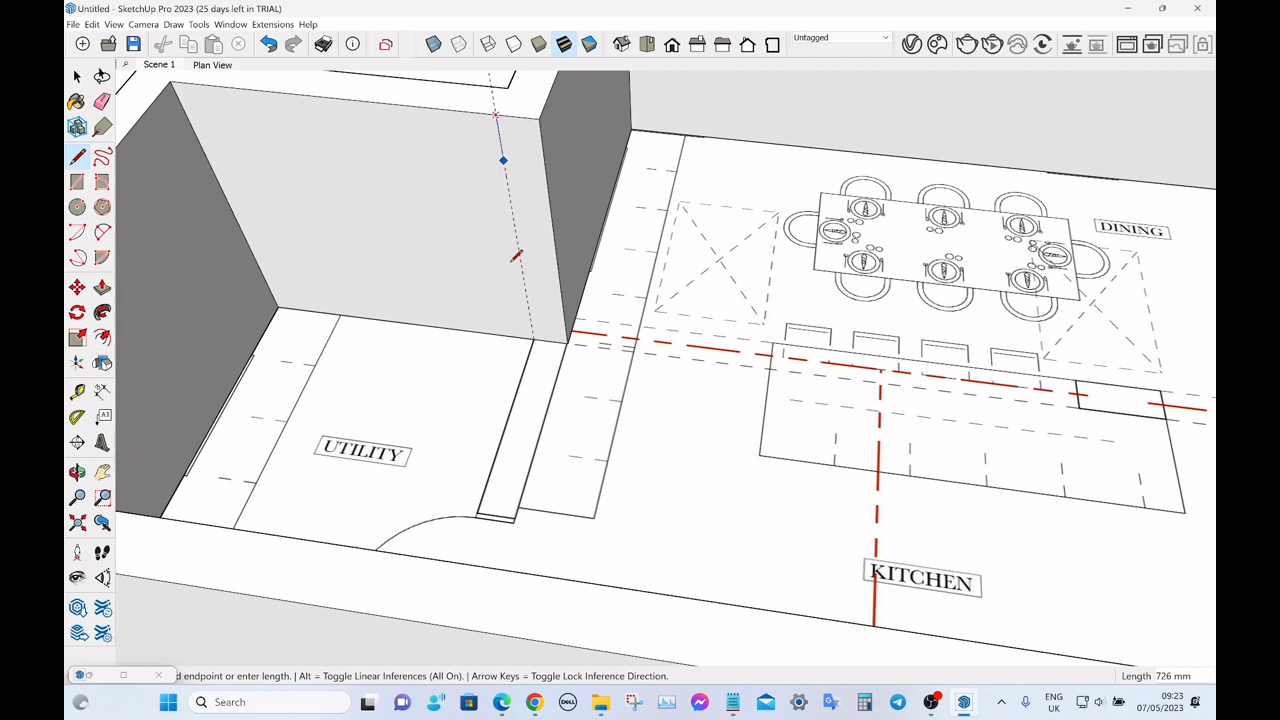 Untitled - SketchUp Pro 2023 (25 days left in TRIAL)
File Edit View Camera Draw Tools Window Extensions Help
Untagged
Scene 1 Plan View
A1
DINING
UTILITY
KITCHEN
d endpoint or enter length. | Alt = Toggle Linear Inferences (All On). | Arrow Keys = Toggle Lock Inference Direction.
Length 726 mm
Search
DELL
ENG
UK
09:23
07/05/2023